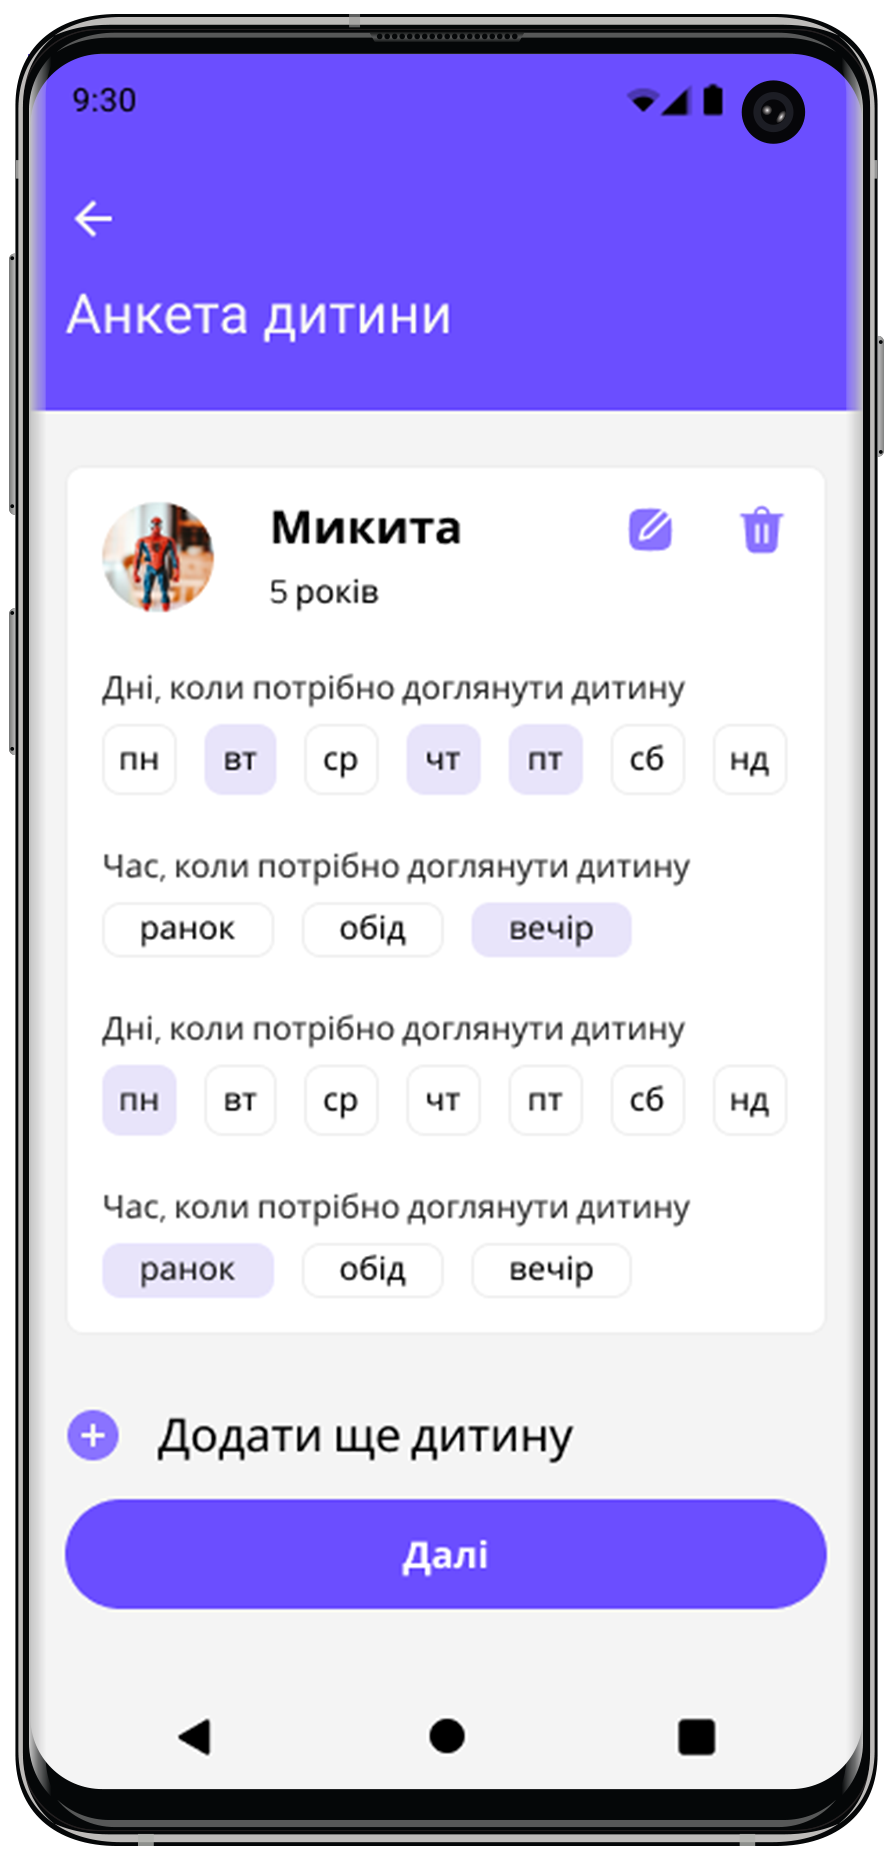 9:30
Анкета дитини
Микита
5 років
Дні, коли потрібно доглянути дитину
пн вт ср чт пт сб нд
Час, коли потрібно доглянути дитину
ранок обід вечір
Дні, коли потрібно доглянути дитину
пн вт ср чт пт сб нд
Час, коли потрібно доглянути дитину
ранок обід вечір
Додати ще дитину
Далі